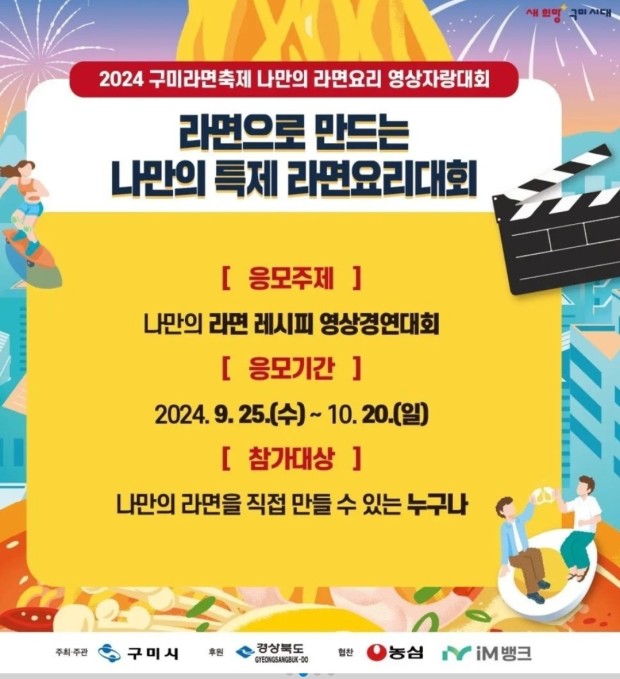 새 희망 구미시대
2024 구미라면축제 나만의 라면요리 영상자랑대회
라면으로 만드는
나만의 특제 라면요리대회
[ 응모주제 ]
나만의 라면 레시피 영상경연대회
[ 응모기간 ]
2024. 9. 25.(수) ~ 10. 20.(일)
[ 참가대상 ]
나만의 라면을 직접 만들 수 있는 누구나
주최·주관 구미시 후원 경상북도 GYEONGSANGBUK-DO 협찬 농심 iM뱅크